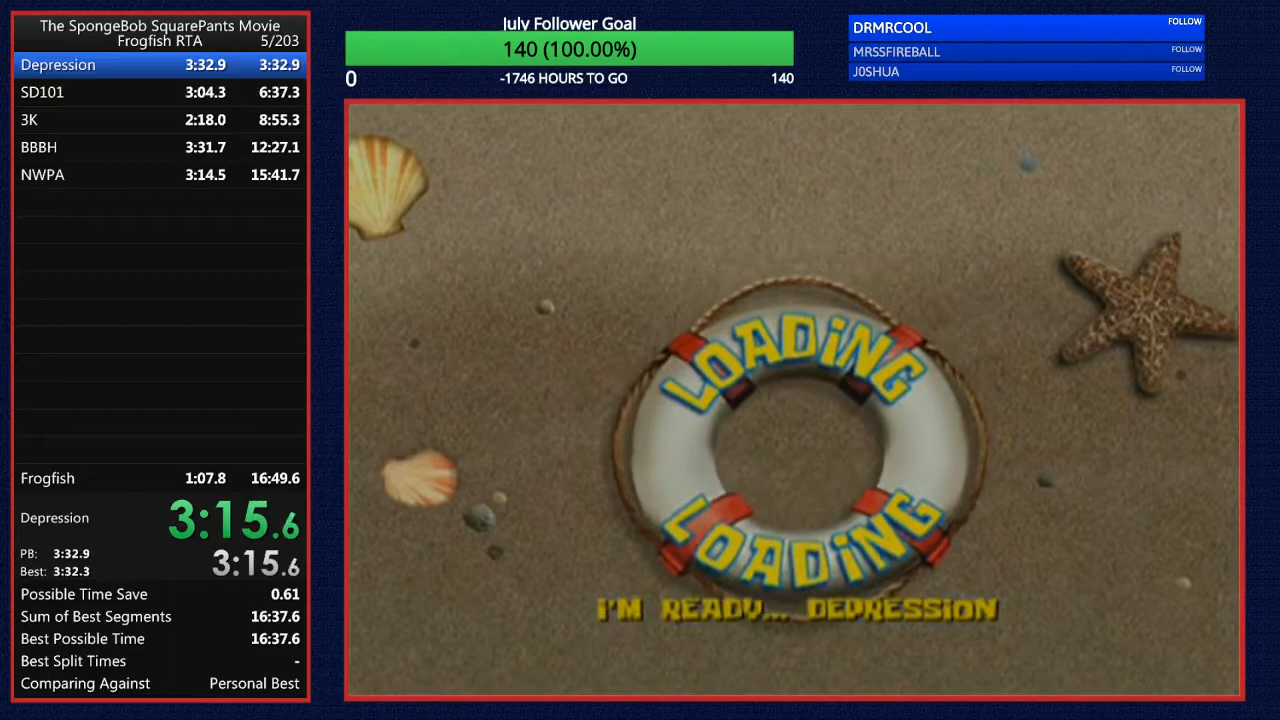 The SpongeBob SquarePants Movie
Frogfish RTA 5/203
Depression 3:32.9 3:32.9
SD101 3:04.3 6:37.3
3K 2:18.0 8:55.3
BBBH 3:31.7 12:27.1
NWPA 3:14.5 15:41.7
Frogfish 1:07.8 16:49.6
Depression 3:15.6
PB: 3:32.9
Best: 3:32.3 3:15.6
Possible Time Save 0.61
Sum of Best Segments 16:37.6
Best Possible Time 16:37.6
Best Split Times -
Comparing Against Personal Best
July Follower Goal
140 (100.00%)
0 -1746 HOURS TO GO 140
DRMRCOOL FOLLOW
MRSSFIREBALL FOLLOW
J0SHUA FOLLOW
LOADiNG
LOADiNG
i'M READY... DEPRESSiON